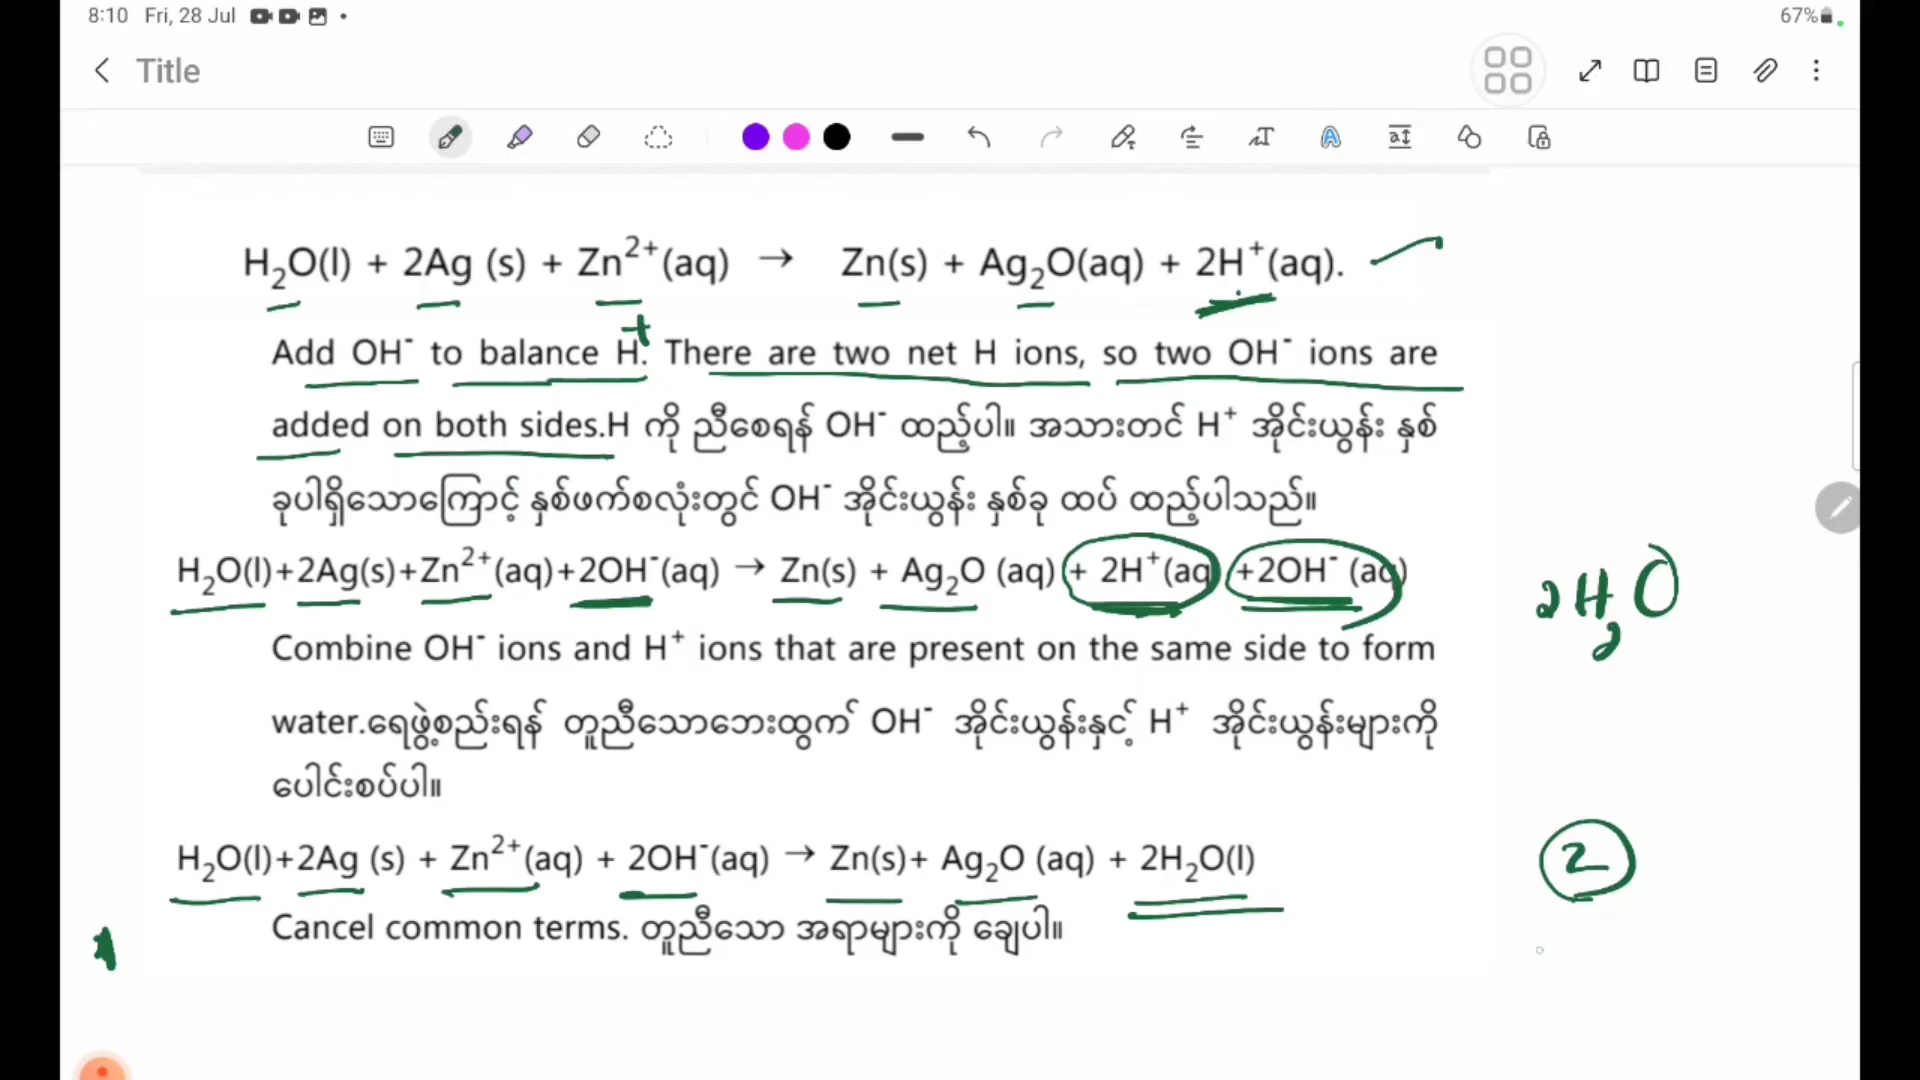 8:10 Fri, 28 Jul 67%
Title
H₂O(l) + 2Ag (s) + Zn²⁺(aq) → Zn(s) + Ag₂O(aq) + 2H⁺(aq).
Add OH⁻ to balance H⁺. There are two net H ions, so two OH⁻ ions are
added on both sides.H ကို ညီစေရန် OH⁻ ထည့်ပါ။ အသားတင် H⁺ အိုင်းယွန်း နှစ်
ခုပါရှိသောကြောင့် နှစ်ဖက်စလုံးတွင် OH⁻ အိုင်းယွန်း နှစ်ခု ထပ် ထည့်ပါသည်။
H₂O(l)+2Ag(s)+Zn²⁺(aq)+2OH⁻(aq) → Zn(s) + Ag₂O (aq) + 2H⁺(aq +2OH⁻ (aq) 2H₂O
Combine OH⁻ ions and H⁺ ions that are present on the same side to form
water.ရေဖွဲ့စည်းရန် တူညီသောဘေးထွက် OH⁻ အိုင်းယွန်းနှင့် H⁺ အိုင်းယွန်းများကို
ပေါင်းစပ်ပါ။
H₂O(l)+2Ag (s) + Zn²⁺(aq) + 2OH⁻(aq) → Zn(s)+ Ag₂O (aq) + 2H₂O(l) 2
Cancel common terms. တူညီသော အရာများကို ချေပါ။